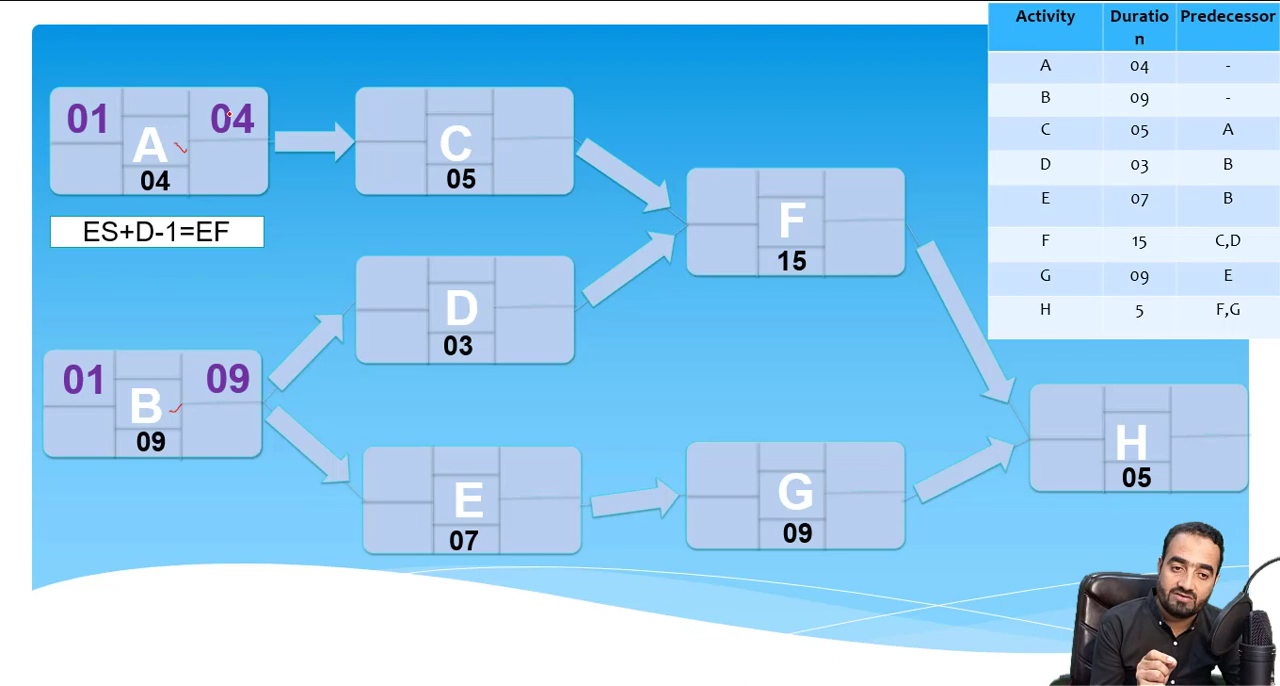 Activity Duratio
n Predecessor
A 04 -
B 09 -
C 05 A
D 03 B
E 07 B
F 15 C,D
G 09 E
H 5 F,G
01 A 04
04
ES+D-1=EF
C
05
F
15
D
03
01 B 09
09
E
07
G
09
H
05